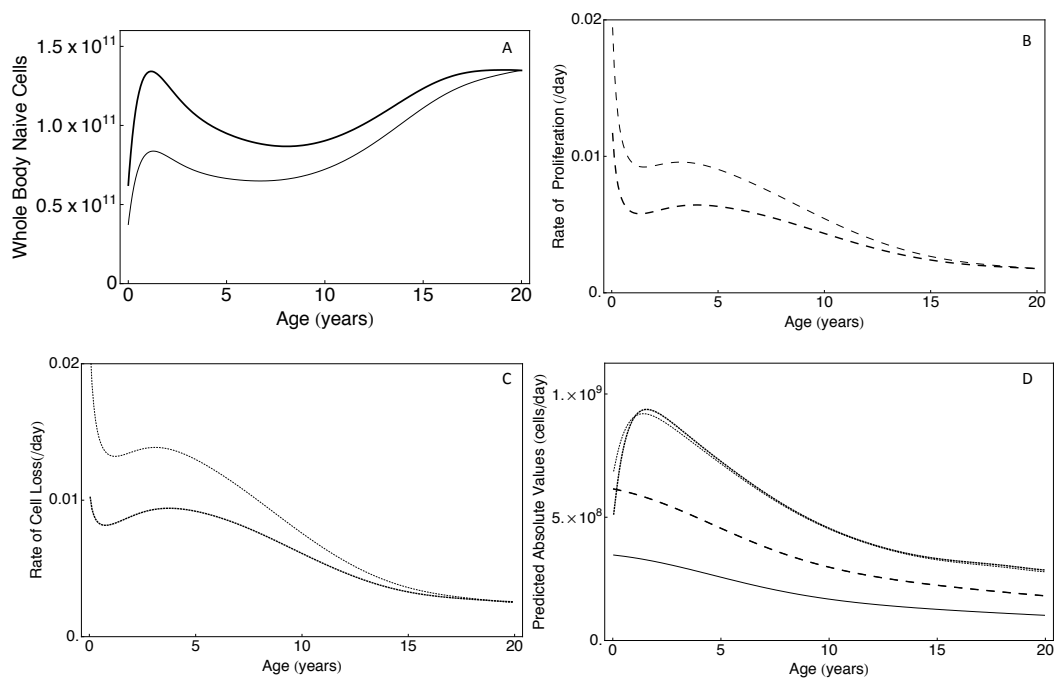 A
1.5 x 10^11
1.0 x 10^11
0.5 x 10^11
0
Whole Body Naive Cells
0 5 10 15 20
Age (years)
B
0.02
0.01
0.
Rate of Proliferation (/day)
0 5 10 15 20
Age (years)
C
0.02
0.01
0.
Rate of Cell Loss(/day)
0 5 10 15 20
Age (years)
D
1.×10^9
5.×10^8
0.
Predicted Absolute Values (cells/day)
0 5 10 15 20
Age (years)